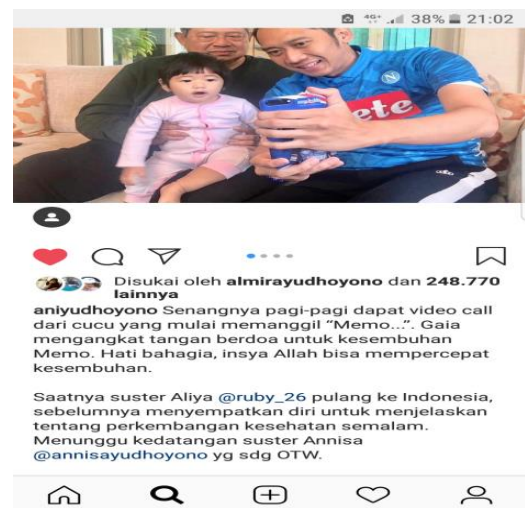 4G+ 38% 21:02
ete
Disukai oleh almirayudhoyono dan 248.770
lainnya
aniyudhoyono Senangnya pagi-pagi dapat video call
dari cucu yang mulai memanggil “Memo...”. Gaia
mengangkat tangan berdoa untuk kesembuhan
Memo. Hati bahagia, insya Allah bisa mempercepat
kesembuhan.
Saatnya suster Aliya @ruby_26 pulang ke Indonesia,
sebelumnya menyempatkan diri untuk menjelaskan
tentang perkembangan kesehatan semalam.
Menunggu kedatangan suster Annisa
@annisayudhoyono yg sdg OTW.